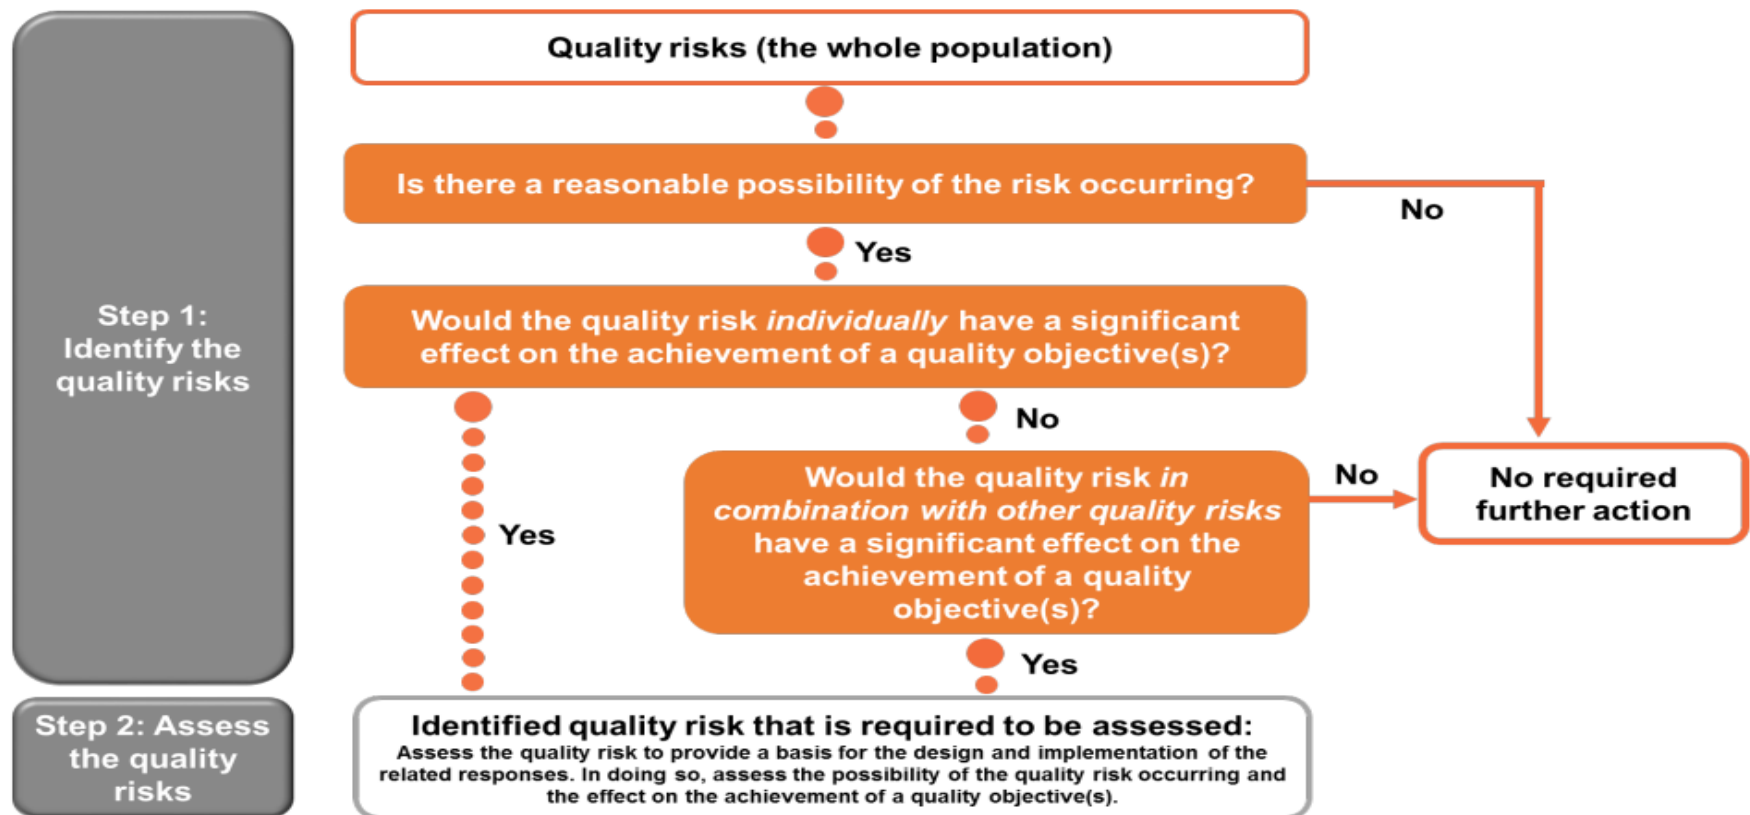 Quality risks (the whole population)
Is there a reasonable possibility of the risk occurring?
No
Yes
Step 1:
Identify the
quality risks
Would the quality risk individually have a significant
effect on the achievement of a quality objective(s)?
No
Yes
Would the quality risk in
combination with other quality risks
have a significant effect on the
achievement of a quality
objective(s)?
No
No required
further action
Yes
Step 2: Assess
the quality
risks
Identified quality risk that is required to be assessed:
Assess the quality risk to provide a basis for the design and implementation of the
related responses. In doing so, assess the possibility of the quality risk occurring and
the effect on the achievement of a quality objective(s).